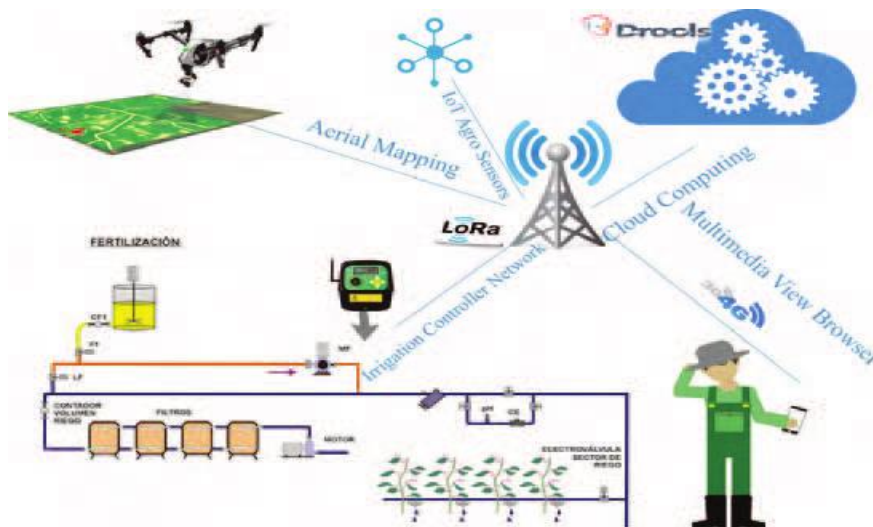 Drools
Aerial Mapping
IoT Agro Sensors
Cloud Computing
Multimedia View Browser
LoRa
Irrigation Controller Network
4G
FERTILIZACIÓN
CF1
MF
LF
CONTADOR
VOLUMEN
RIEGO
FILTROS
MOTOR
CE
ELECTROVÁLVULA
SECTOR DE
RIEGO